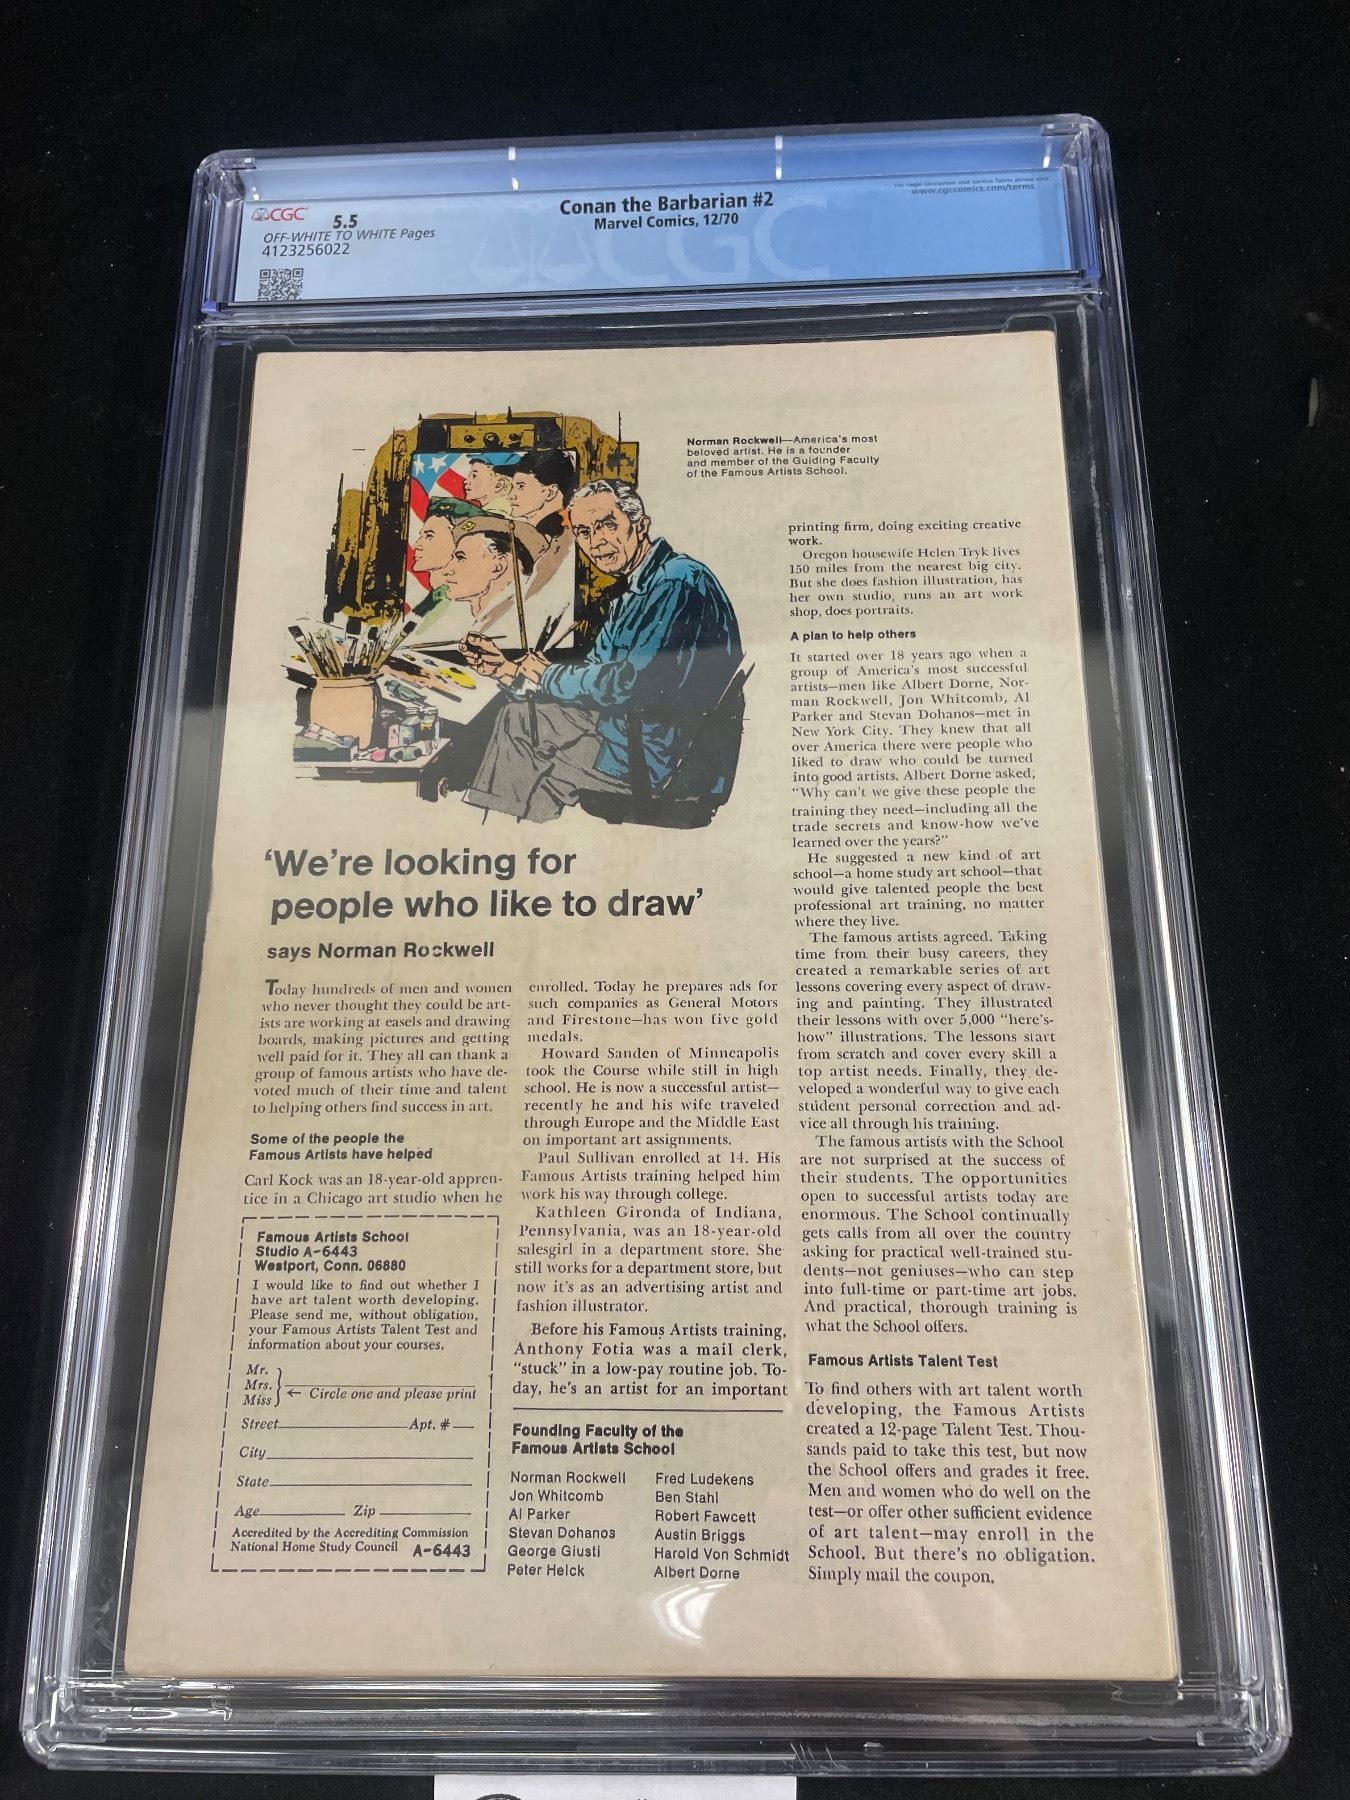 CGC
5.5
OFF-WHITE TO WHITE Pages
4123256022
Conan the Barbarian #2
Marvel Comics, 12/70
For Legal Disclaimer and Service Terms please visit
www.cgccomics.com/terms
CGC
Norman Rockwell—America's most
beloved artist. He is a founder
and member of the Guiding Faculty
of the Famous Artists School.
'We're looking for
people who like to draw'
says Norman Rockwell
Today hundreds of men and women
who never thought they could be art-
ists are working at easels and drawing
boards, making pictures and getting
well paid for it. They all can thank a
group of famous artists who have de-
voted much of their time and talent
to helping others find success in art.
Some of the people the
Famous Artists have helped
Carl Kock was an 18-year-old appren-
tice in a Chicago art studio when he
enrolled. Today he prepares ads for
such companies as General Motors
and Firestone—has won five gold
medals.
Howard Sanden of Minneapolis
took the Course while still in high
school. He is now a successful artist—
recently he and his wife traveled
through Europe and the Middle East
on important art assignments.
Paul Sullivan enrolled at 14. His
Famous Artists training helped him
work his way through college.
Kathleen Gironda of Indiana,
Pennsylvania, was an 18-year-old
salesgirl in a department store. She
still works for a department store, but
now it's as an advertising artist and
fashion illustrator.
Before his Famous Artists training,
Anthony Fotia was a mail clerk,
"stuck" in a low-pay routine job. To-
day, he's an artist for an important
printing firm, doing exciting creative
work.
Oregon housewife Helen Tryk lives
150 miles from the nearest big city.
But she does fashion illustration, has
her own studio, runs an art work
shop, does portraits.
A plan to help others
It started over 18 years ago when a
group of America's most successful
artists—men like Albert Dorne, Nor-
man Rockwell, Jon Whitcomb, Al
Parker and Stevan Dohanos—met in
New York City. They knew that all
over America there were people who
liked to draw who could be turned
into good artists. Albert Dorne asked,
"Why can't we give these people the
training they need—including all the
trade secrets and know-how we've
learned over the years?"
He suggested a new kind of art
school—a home study art school—that
would give talented people the best
professional art training, no matter
where they live.
The famous artists agreed. Taking
time from their busy careers, they
created a remarkable series of art
lessons covering every aspect of draw-
ing and painting. They illustrated
their lessons with over 5,000 "here's-
how" illustrations. The lessons start
from scratch and cover every skill a
top artist needs. Finally, they de-
veloped a wonderful way to give each
student personal correction and ad-
vice all through his training.
The famous artists with the School
are not surprised at the success of
their students. The opportunities
open to successful artists today are
enormous. The School continually
gets calls from all over the country
asking for practical well-trained stu-
dents—not geniuses—who can step
into full-time or part-time art jobs.
And practical, thorough training is
what the School offers.
Famous Artists Talent Test
To find others with art talent worth
developing, the Famous Artists
created a 12-page Talent Test. Thou-
sands paid to take this test, but now
the School offers and grades it free.
Men and women who do well on the
test—or offer other sufficient evidence
of art talent—may enroll in the
School. But there's no obligation.
Simply mail the coupon.
Famous Artists School
Studio A-6443
Westport, Conn. 06880
I would like to find out whether I
have art talent worth developing.
Please send me, without obligation,
your Famous Artists Talent Test and
information about your courses.
Mr.
Mrs.
Miss
← Circle one and please print
Street Apt. #
City
State
Age Zip
Accredited by the Accrediting Commission
National Home Study Council A-6443
Founding Faculty of the
Famous Artists School
Norman Rockwell
Jon Whitcomb
Al Parker
Stevan Dohanos
George Giusti
Peter Helck
Fred Ludekens
Ben Stahl
Robert Fawcett
Austin Briggs
Harold Von Schmidt
Albert Dorne